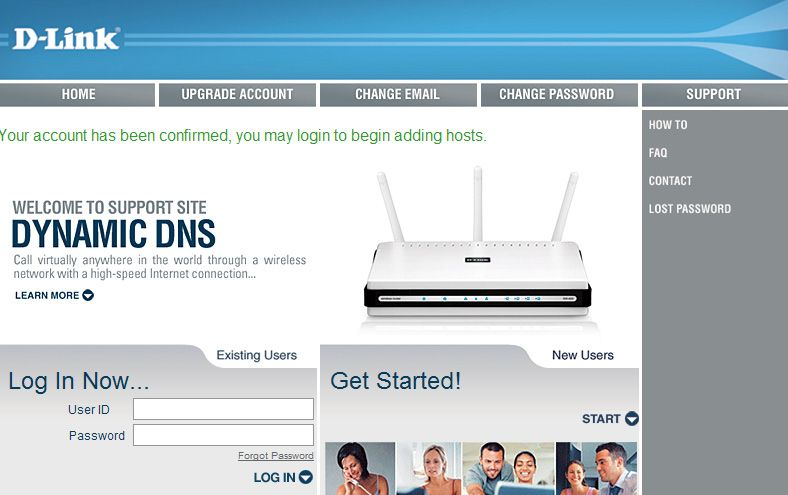 D-Link
HOME
UPGRADE ACCOUNT
CHANGE EMAIL
CHANGE PASSWORD
SUPPORT
Your account has been confirmed, you may login to begin adding hosts.
HOW TO
FAQ
CONTACT
LOST PASSWORD
WELCOME TO SUPPORT SITE
DYNAMIC DNS
Call virtually anywhere in the world through a wireless
network with a high-speed Internet connection...
LEARN MORE
D-Link
Existing Users
Log In Now...
User ID
Password
Forgot Password
LOG IN
New Users
Get Started!
START